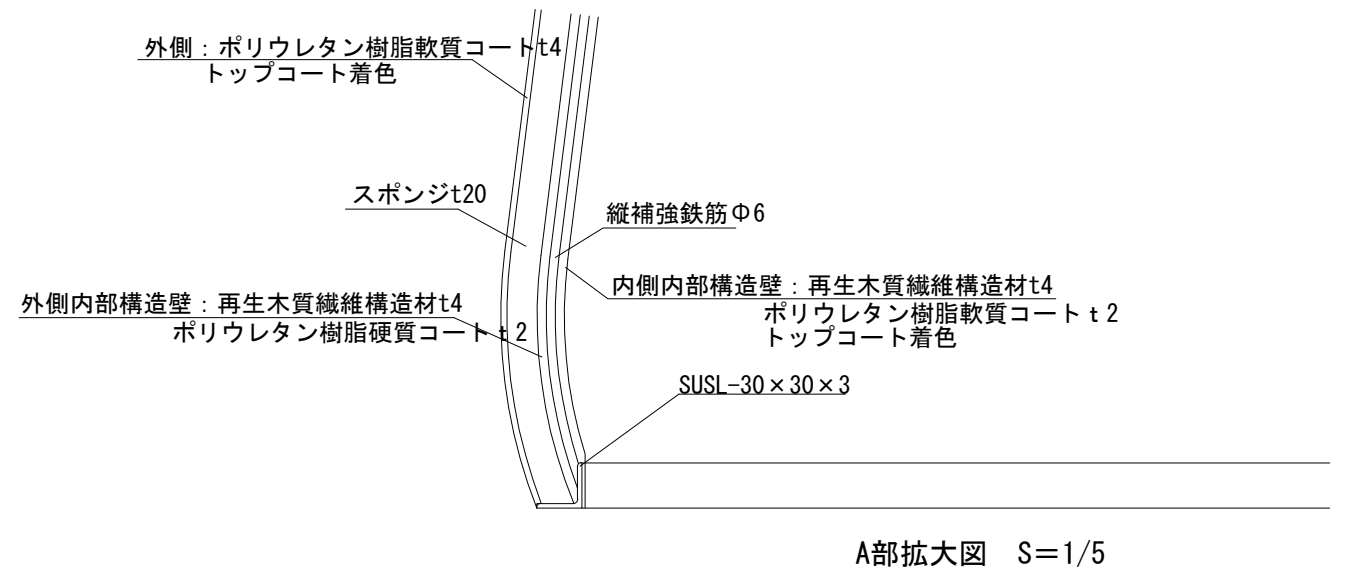 外側：ポリウレタン樹脂軟質コートt4
トップコート着色
スポンジt20
縦補強鉄筋Φ6
外側内部構造壁：再生木質繊維構造材t4
ポリウレタン樹脂硬質コートｔ2
内側内部構造壁：再生木質繊維構造材t4
ポリウレタン樹脂軟質コートｔ2
トップコート着色
SUSL-30×30×3
A部拡大図　S＝1/5